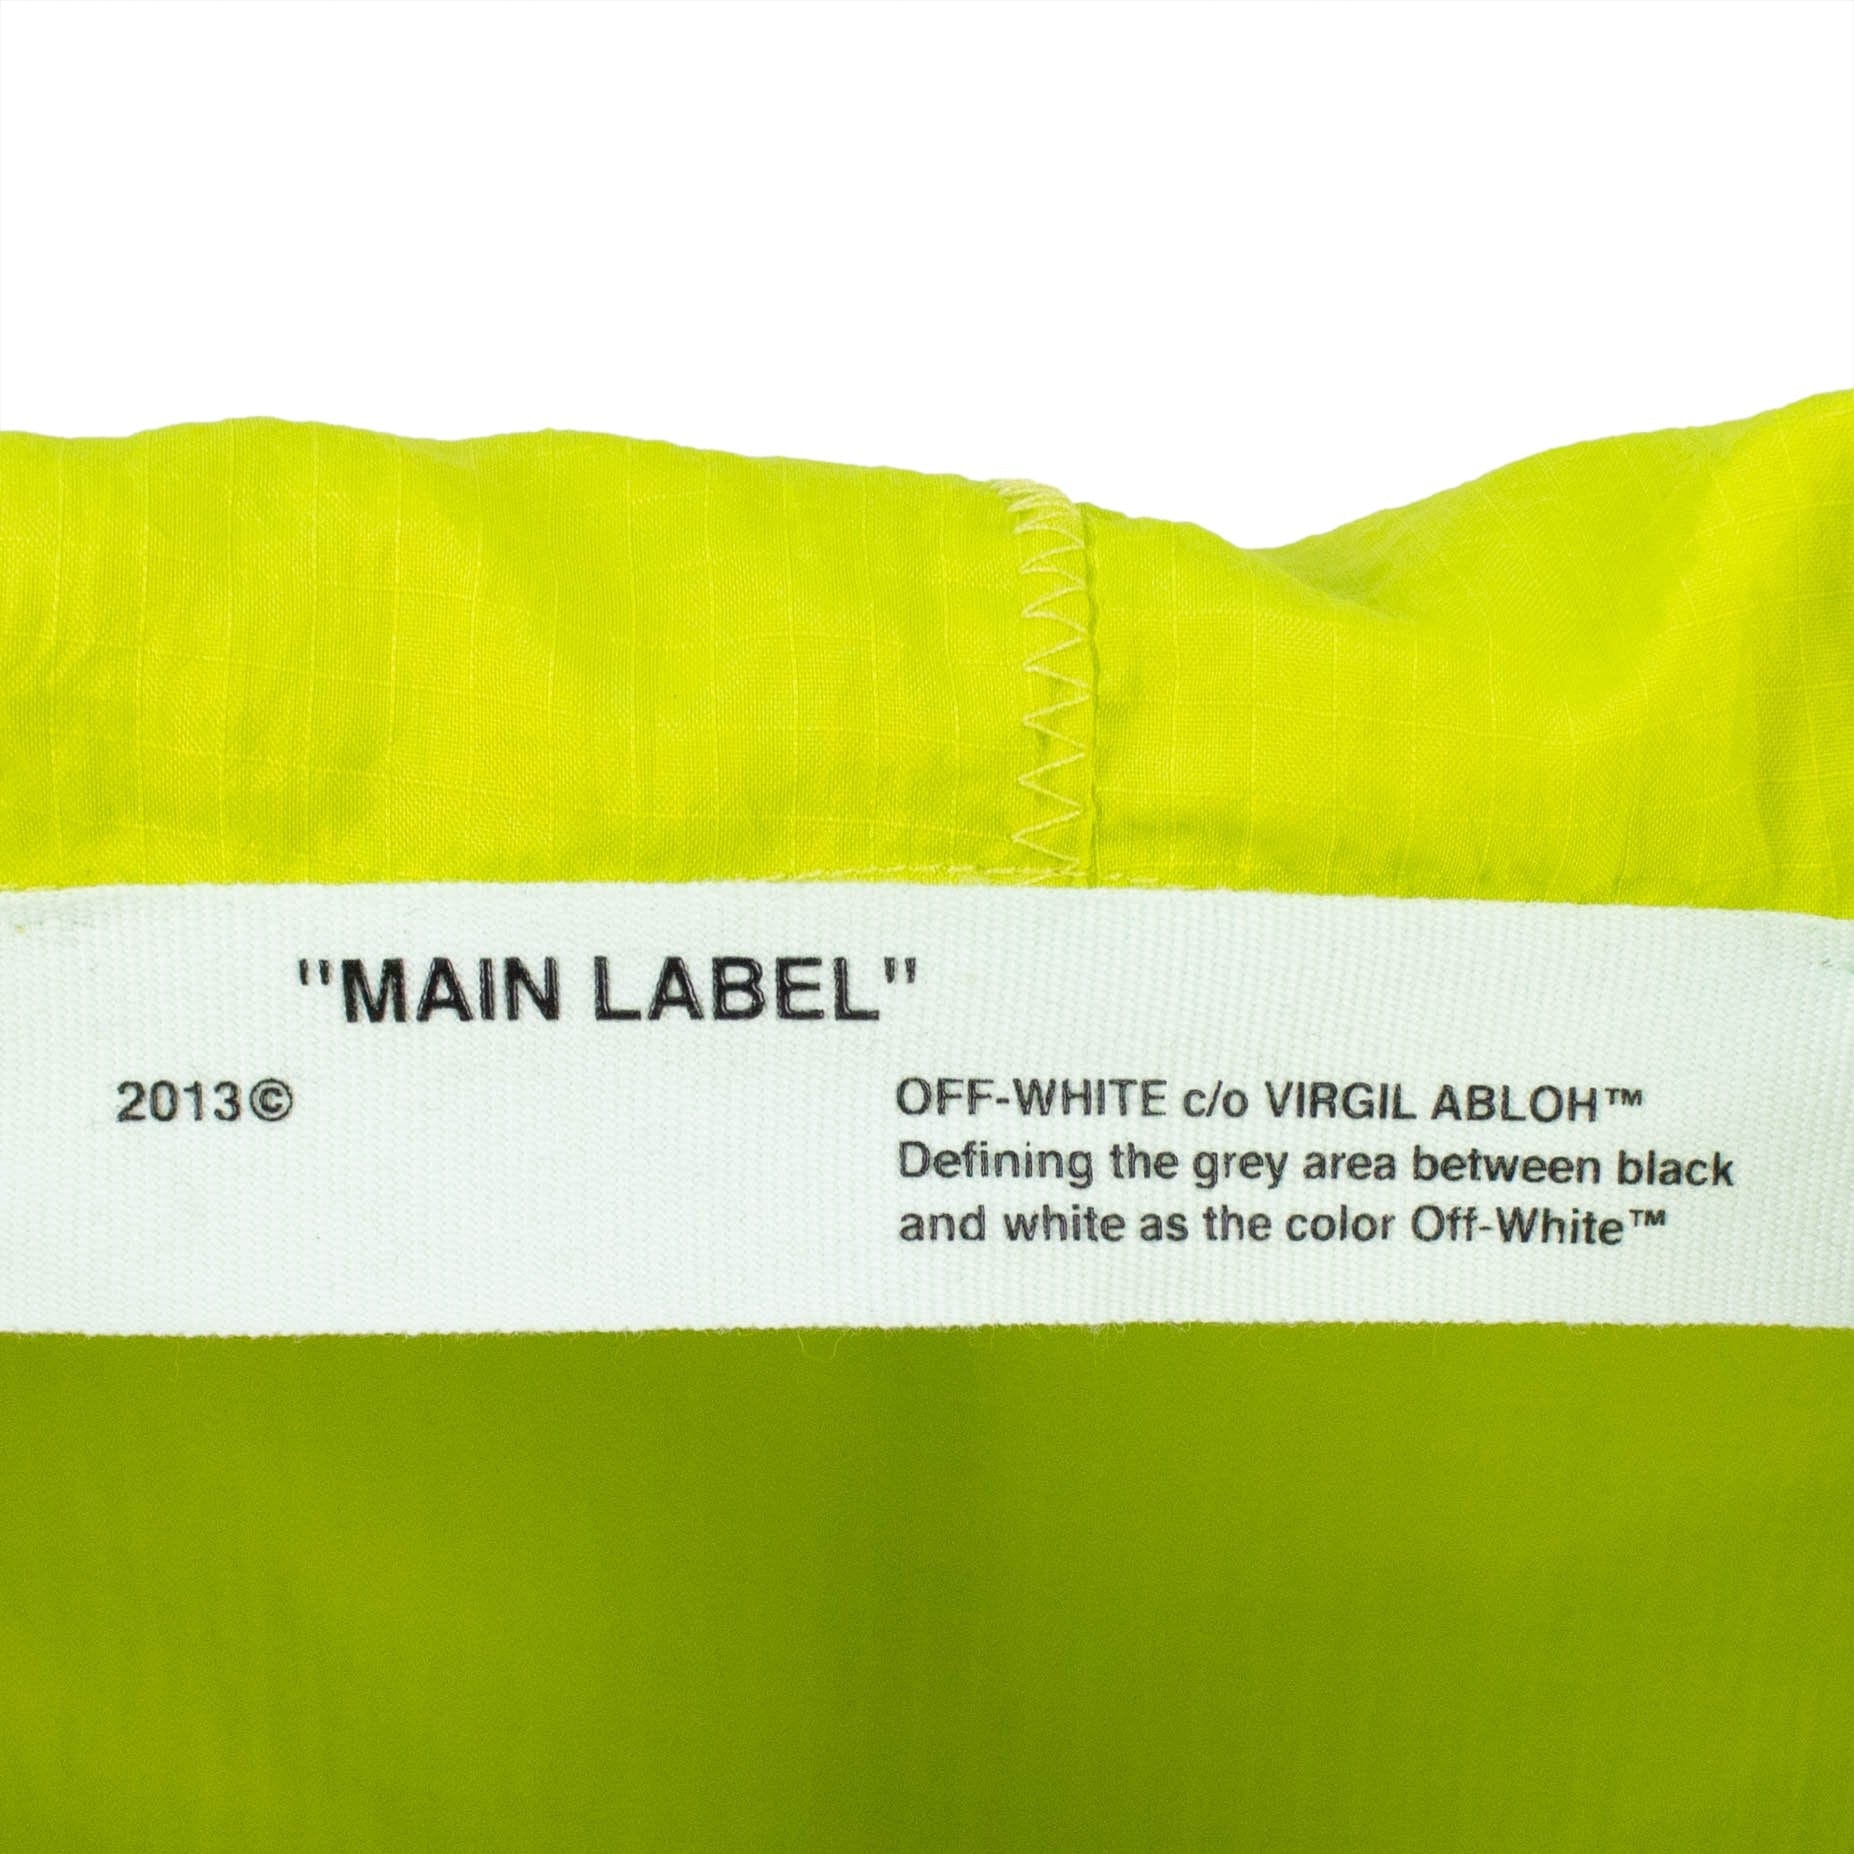 "MAIN LABEL"
2013©
OFF-WHITE c/o VIRGIL ABLOH™
Defining the grey area between black
and white as the color Off-White™